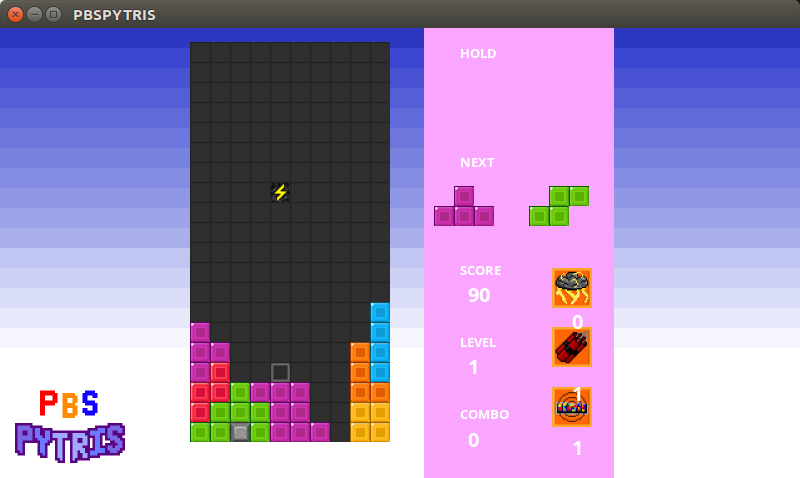 PBSPYTRIS
HOLD
NEXT
SCORE
90
0
LEVEL
1
1
COMBO
0
1
PBS
PYTRIS